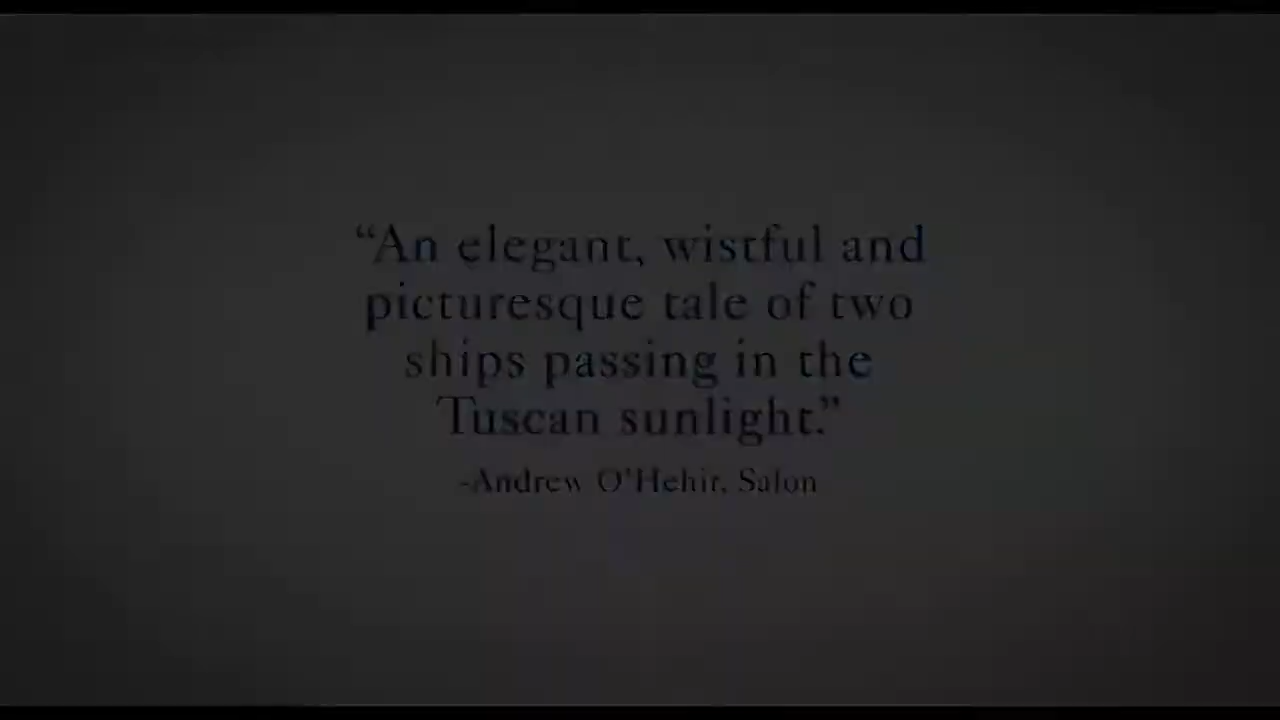 “An elegant, wistful and
picturesque tale of two
ships passing in the
Tuscan sunlight.”
-Andrew O'Hehir, Salon